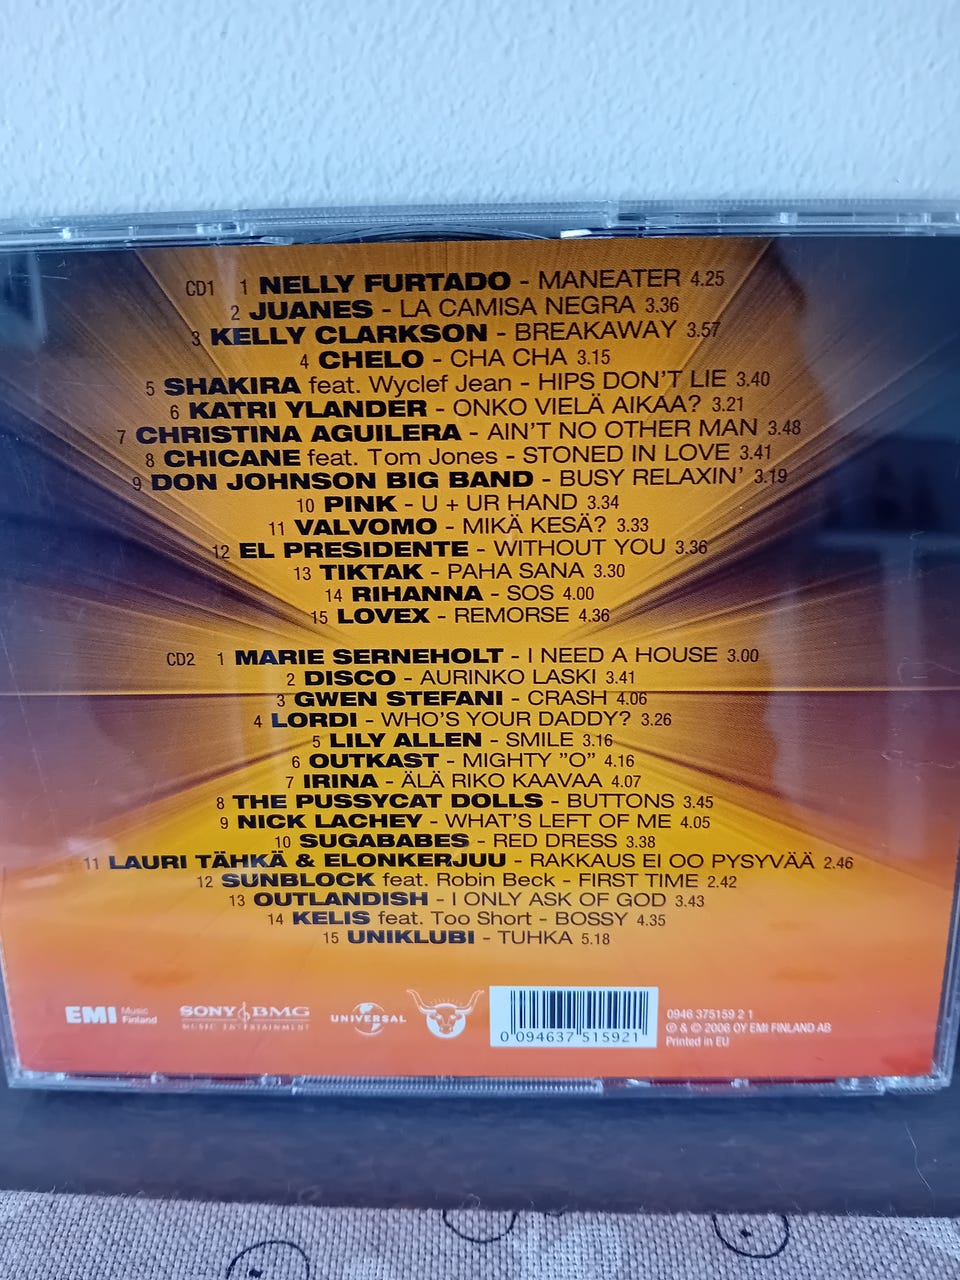 CD1 1 NELLY FURTADO - MANEATER 4.25
2 JUANES - LA CAMISA NEGRA 3.36
3 KELLY CLARKSON - BREAKAWAY 3.57
4 CHELO - CHA CHA 3.15
5 SHAKIRA feat. Wyclef Jean - HIPS DON'T LIE 3.40
6 KATRI YLANDER - ONKO VIELÄ AIKAA? 3.21
7 CHRISTINA AGUILERA - AIN'T NO OTHER MAN 3.48
8 CHICANE feat. Tom Jones - STONED IN LOVE 3.41
9 DON JOHNSON BIG BAND - BUSY RELAXIN' 3.19
10 PINK - U + UR HAND 3.34
11 VALVOMO - MIKÄ KESÄ? 3.33
12 EL PRESIDENTE - WITHOUT YOU 3.36
13 TIKTAK - PAHA SANA 3.30
14 RIHANNA - SOS 4.00
15 LOVEX - REMORSE 4.36
CD2 1 MARIE SERNEHOLT - I NEED A HOUSE 3.00
2 DISCO - AURINKO LASKI 3.41
3 GWEN STEFANI - CRASH 4.06
4 LORDI - WHO'S YOUR DADDY? 3.26
5 LILY ALLEN - SMILE 3.16
6 OUTKAST - MIGHTY "O" 4.16
7 IRINA - ÄLÄ RIKO KAAVAA 4.07
8 THE PUSSYCAT DOLLS - BUTTONS 3.45
9 NICK LACHEY - WHAT'S LEFT OF ME 4.05
10 SUGABABES - RED DRESS 3.38
11 LAURI TÄHKÄ & ELONKERJUU - RAKKAUS EI OO PYSYVÄÄ 2.46
12 SUNBLOCK feat. Robin Beck - FIRST TIME 2.42
13 OUTLANDISH - I ONLY ASK OF GOD 3.43
14 KELIS feat. Too Short - BOSSY 4.35
15 UNIKLUBI - TUHKA 5.18
EMI Music Finland
SONY BMG
MUSIC ENTERTAINMENT
UNIVERSAL
0 094637 515921
0946 375159 2 1
℗ & © 2006 OY EMI FINLAND AB
Printed in EU